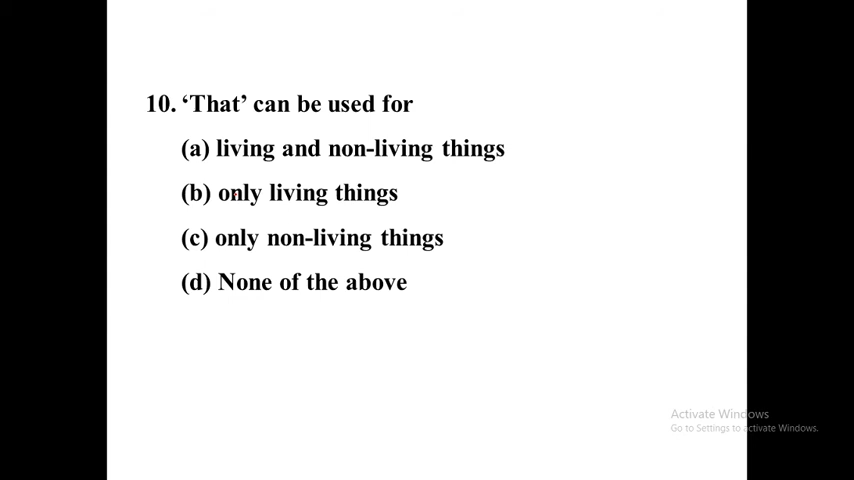 10. ‘That’ can be used for
(a) living and non-living things
(b) only living things
(c) only non-living things
(d) None of the above
Activate Windows
Go to Settings to activate Windows.